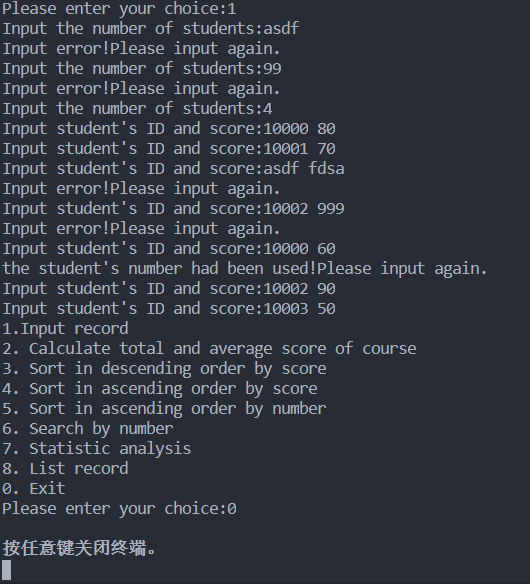 Please enter your choice:1
Input the number of students:asdf
Input error!Please input again.
Input the number of students:99
Input error!Please input again.
Input the number of students:4
Input student's ID and score:10000 80
Input student's ID and score:10001 70
Input student's ID and score:asdf fdsa
Input error!Please input again.
Input student's ID and score:10002 999
Input error!Please input again.
Input student's ID and score:10000 60
the student's number had been used!Please input again.
Input student's ID and score:10002 90
Input student's ID and score:10003 50
1.Input record
2. Calculate total and average score of course
3. Sort in descending order by score
4. Sort in ascending order by score
5. Sort in ascending order by number
6. Search by number
7. Statistic analysis
8. List record
0. Exit
Please enter your choice:0
按任意键关闭终端。